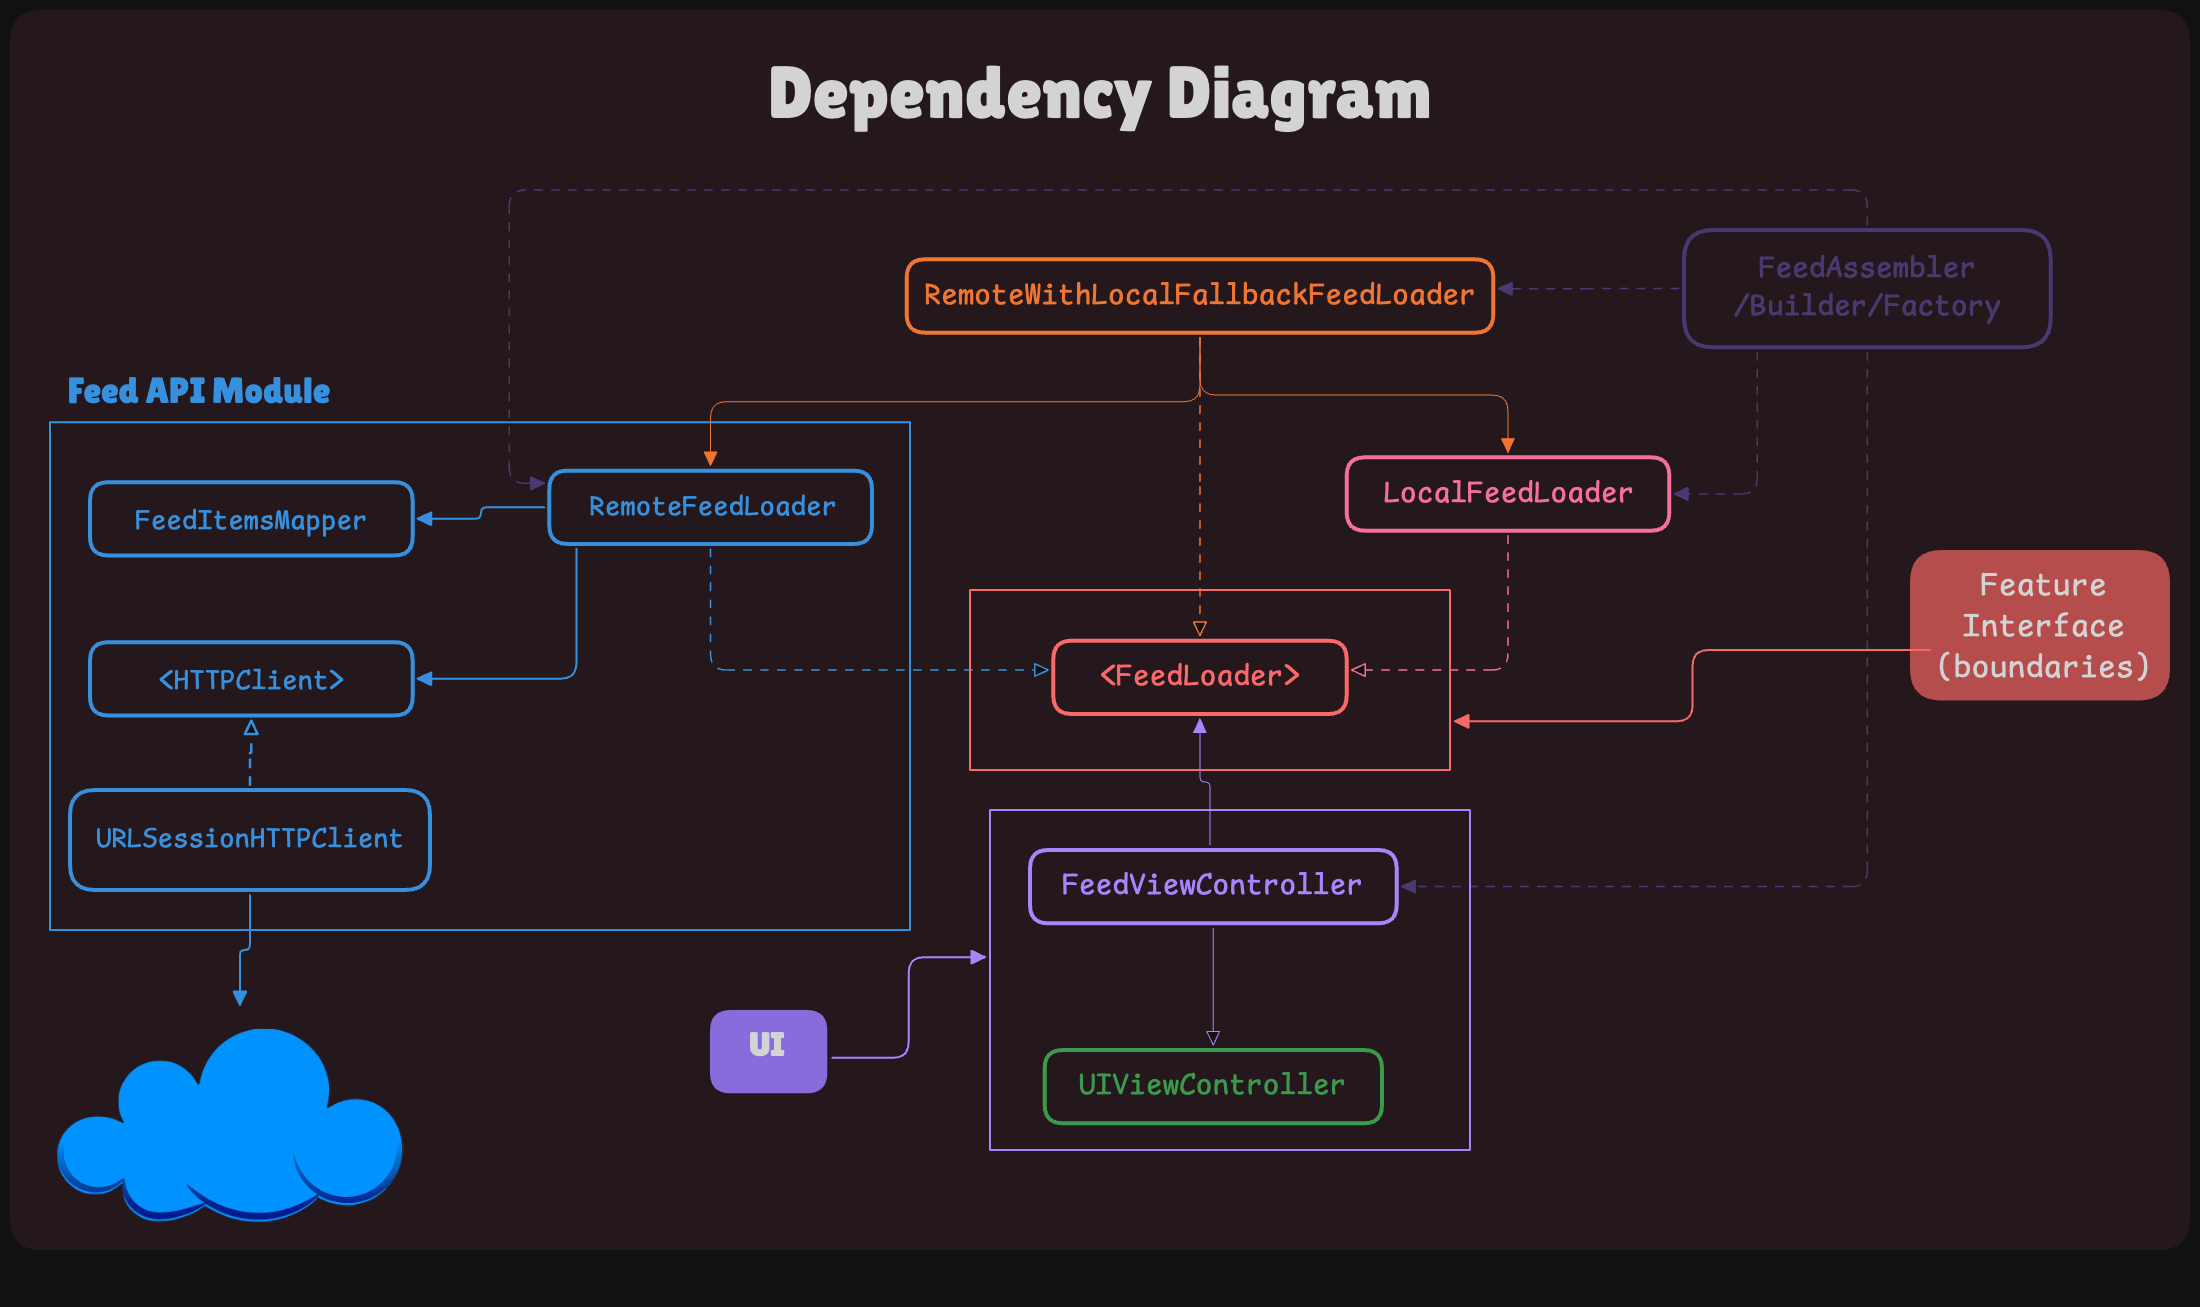 Dependency Diagram
FeedAssembler
/Builder/Factory
RemoteWithLocalFallbackFeedLoader
Feed API Module
LocalFeedLoader
RemoteFeedLoader
FeedItemsMapper
Feature
Interface
(boundaries)
<FeedLoader>
<HTTPClient>
URLSessionHTTPClient
FeedViewController
UI
UIViewController